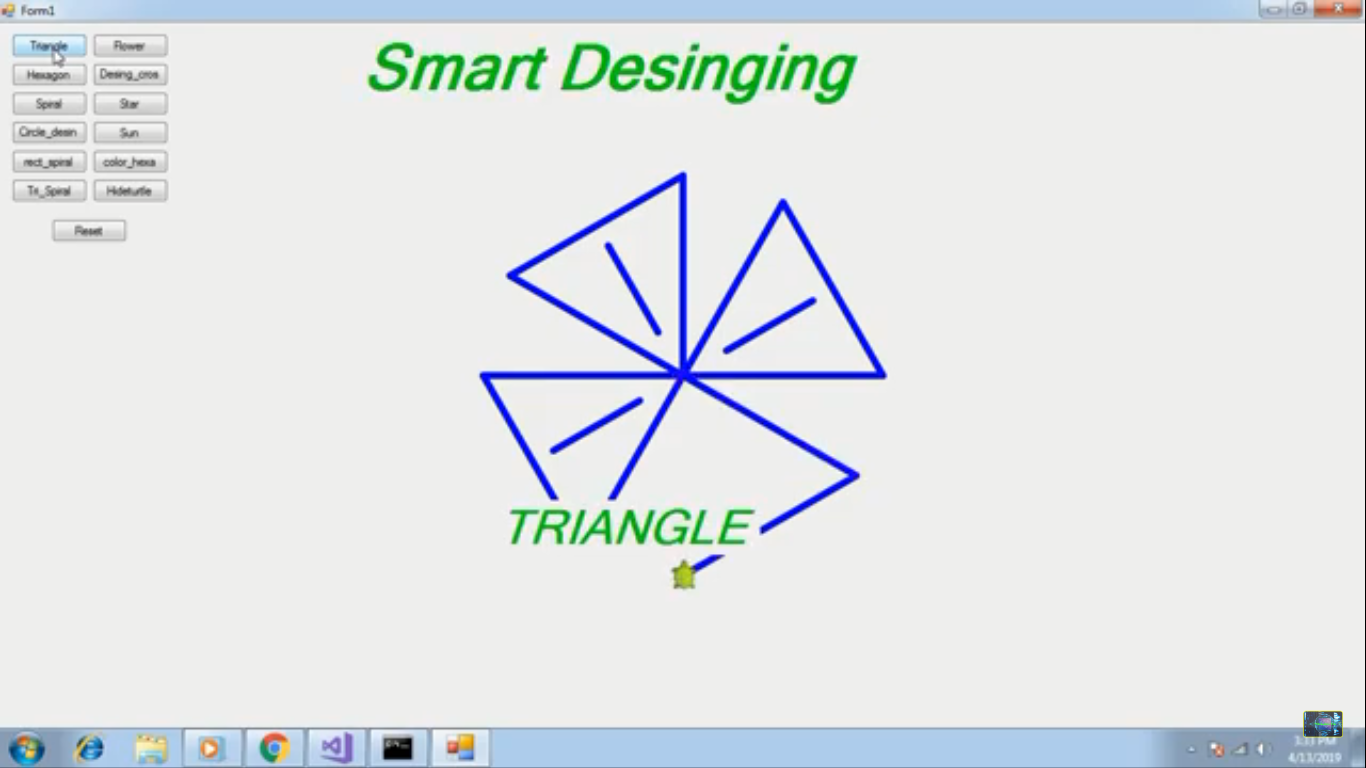 Form1
Smart Desinging
Triangle
Flower
Hexagon
Desing_cros
Spiral
Star
Circle_desin
Sun
rect_spiral
color_hexa
Tri_Spiral
Hideturtle
Reset
TRIANGLE
3:33 PM
4/13/2019